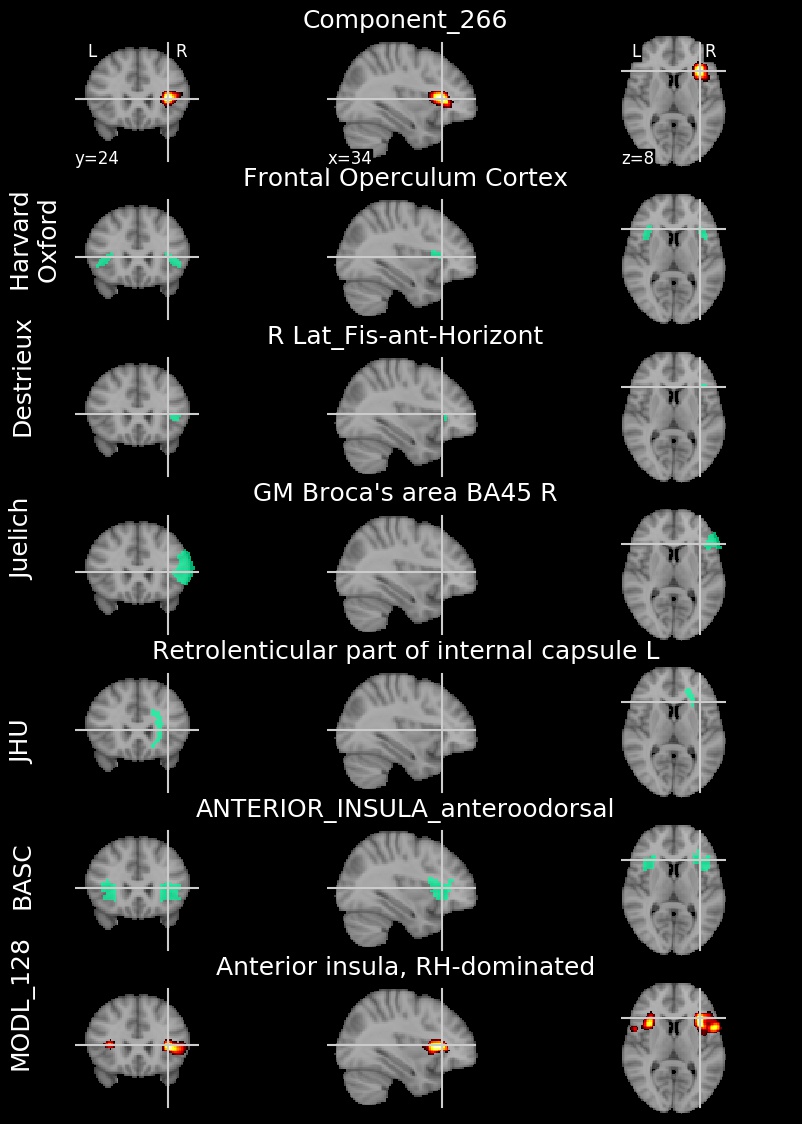 Component_266
L R
L R
y=24
x=34
z=8
Frontal Operculum Cortex
Harvard
Oxford
R Lat_Fis-ant-Horizont
Destrieux
GM Broca's area BA45 R
Juelich
Retrolenticular part of internal capsule L
JHU
ANTERIOR_INSULA_anteroodorsal
BASC
Anterior insula, RH-dominated
MODL_128